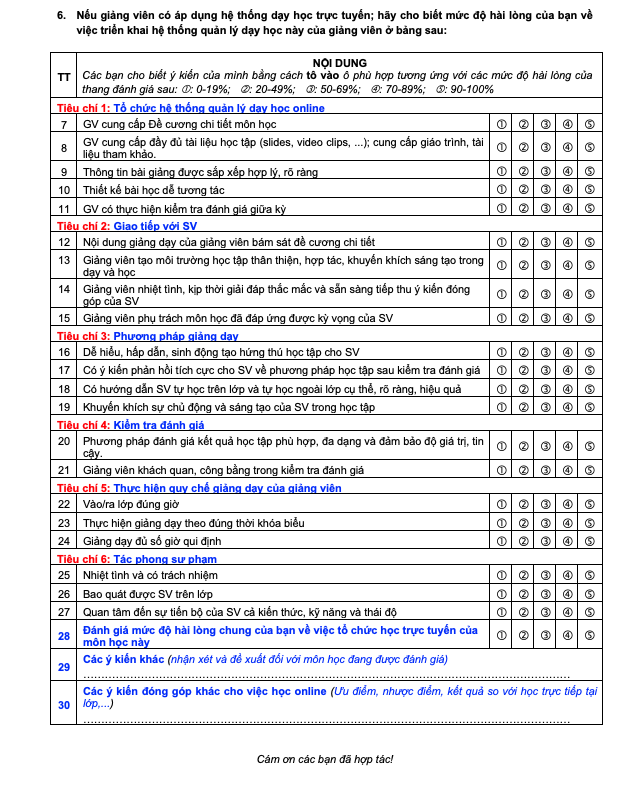 6. Nếu giảng viên có áp dụng hệ thống dạy học trực tuyến; hãy cho biết mức độ hài lòng của bạn về
việc triển khai hệ thống quản lý dạy học này của giảng viên ở bảng sau:
TT
NỘI DUNG
Các bạn cho biết ý kiến của mình bằng cách tô vào ô phù hợp tương ứng với các mức độ hài lòng của
thang đánh giá sau: ①: 0-19%; ②: 20-49%; ③: 50-69%; ④: 70-89%; ⑤: 90-100%
Tiêu chí 1: Tổ chức hệ thống quản lý dạy học online
7 GV cung cấp Đề cương chi tiết môn học ① ② ③ ④ ⑤
8 GV cung cấp đầy đủ tài liệu học tập (slides, video clips, ...); cung cấp giáo trình, tài
liệu tham khảo. ① ② ③ ④ ⑤
9 Thông tin bài giảng được sắp xếp hợp lý, rõ ràng ① ② ③ ④ ⑤
10 Thiết kế bài học dễ tương tác ① ② ③ ④ ⑤
11 GV có thực hiện kiểm tra đánh giá giữa kỳ ① ② ③ ④ ⑤
Tiêu chí 2: Giao tiếp với SV
12 Nội dung giảng dạy của giảng viên bám sát đề cương chi tiết ① ② ③ ④ ⑤
13 Giảng viên tạo môi trường học tập thân thiện, hợp tác, khuyến khích sáng tạo trong
dạy và học ① ② ③ ④ ⑤
14 Giảng viên nhiệt tình, kịp thời giải đáp thắc mắc và sẵn sàng tiếp thu ý kiến đóng
góp của SV ① ② ③ ④ ⑤
15 Giảng viên phụ trách môn học đã đáp ứng được kỳ vọng của SV ① ② ③ ④ ⑤
Tiêu chí 3: Phương pháp giảng dạy
16 Dễ hiểu, hấp dẫn, sinh động tạo hứng thú học tập cho SV ① ② ③ ④ ⑤
17 Có ý kiến phản hồi tích cực cho SV về phương pháp học tập sau kiểm tra đánh giá ① ② ③ ④ ⑤
18 Có hướng dẫn SV tự học trên lớp và tự học ngoài lớp cụ thể, rõ ràng, hiệu quả ① ② ③ ④ ⑤
19 Khuyến khích sự chủ động và sáng tạo của SV trong học tập ① ② ③ ④ ⑤
Tiêu chí 4: Kiểm tra đánh giá
20 Phương pháp đánh giá kết quả học tập phù hợp, đa dạng và đảm bảo độ giá trị, tin
cậy. ① ② ③ ④ ⑤
21 Giảng viên khách quan, công bằng trong kiểm tra đánh giá ① ② ③ ④ ⑤
Tiêu chí 5: Thực hiện quy chế giảng dạy của giảng viên
22 Vào/ra lớp đúng giờ ① ② ③ ④ ⑤
23 Thực hiện giảng dạy theo đúng thời khóa biểu ① ② ③ ④ ⑤
24 Giảng dạy đủ số giờ qui định ① ② ③ ④ ⑤
Tiêu chí 6: Tác phong sư phạm
25 Nhiệt tình và có trách nhiệm ① ② ③ ④ ⑤
26 Bao quát được SV trên lớp ① ② ③ ④ ⑤
27 Quan tâm đến sự tiến bộ của SV cả kiến thức, kỹ năng và thái độ ① ② ③ ④ ⑤
28 Đánh giá mức độ hài lòng chung của bạn về việc tổ chức học trực tuyến của
môn học này ① ② ③ ④ ⑤
29 Các ý kiến khác (nhận xét và đề xuất đối với môn học đang được đánh giá)
30 Các ý kiến đóng góp khác cho việc học online (Ưu điểm, nhược điểm, kết quả so với học trực tiếp tại
lớp,...)
Cảm ơn các bạn đã hợp tác!